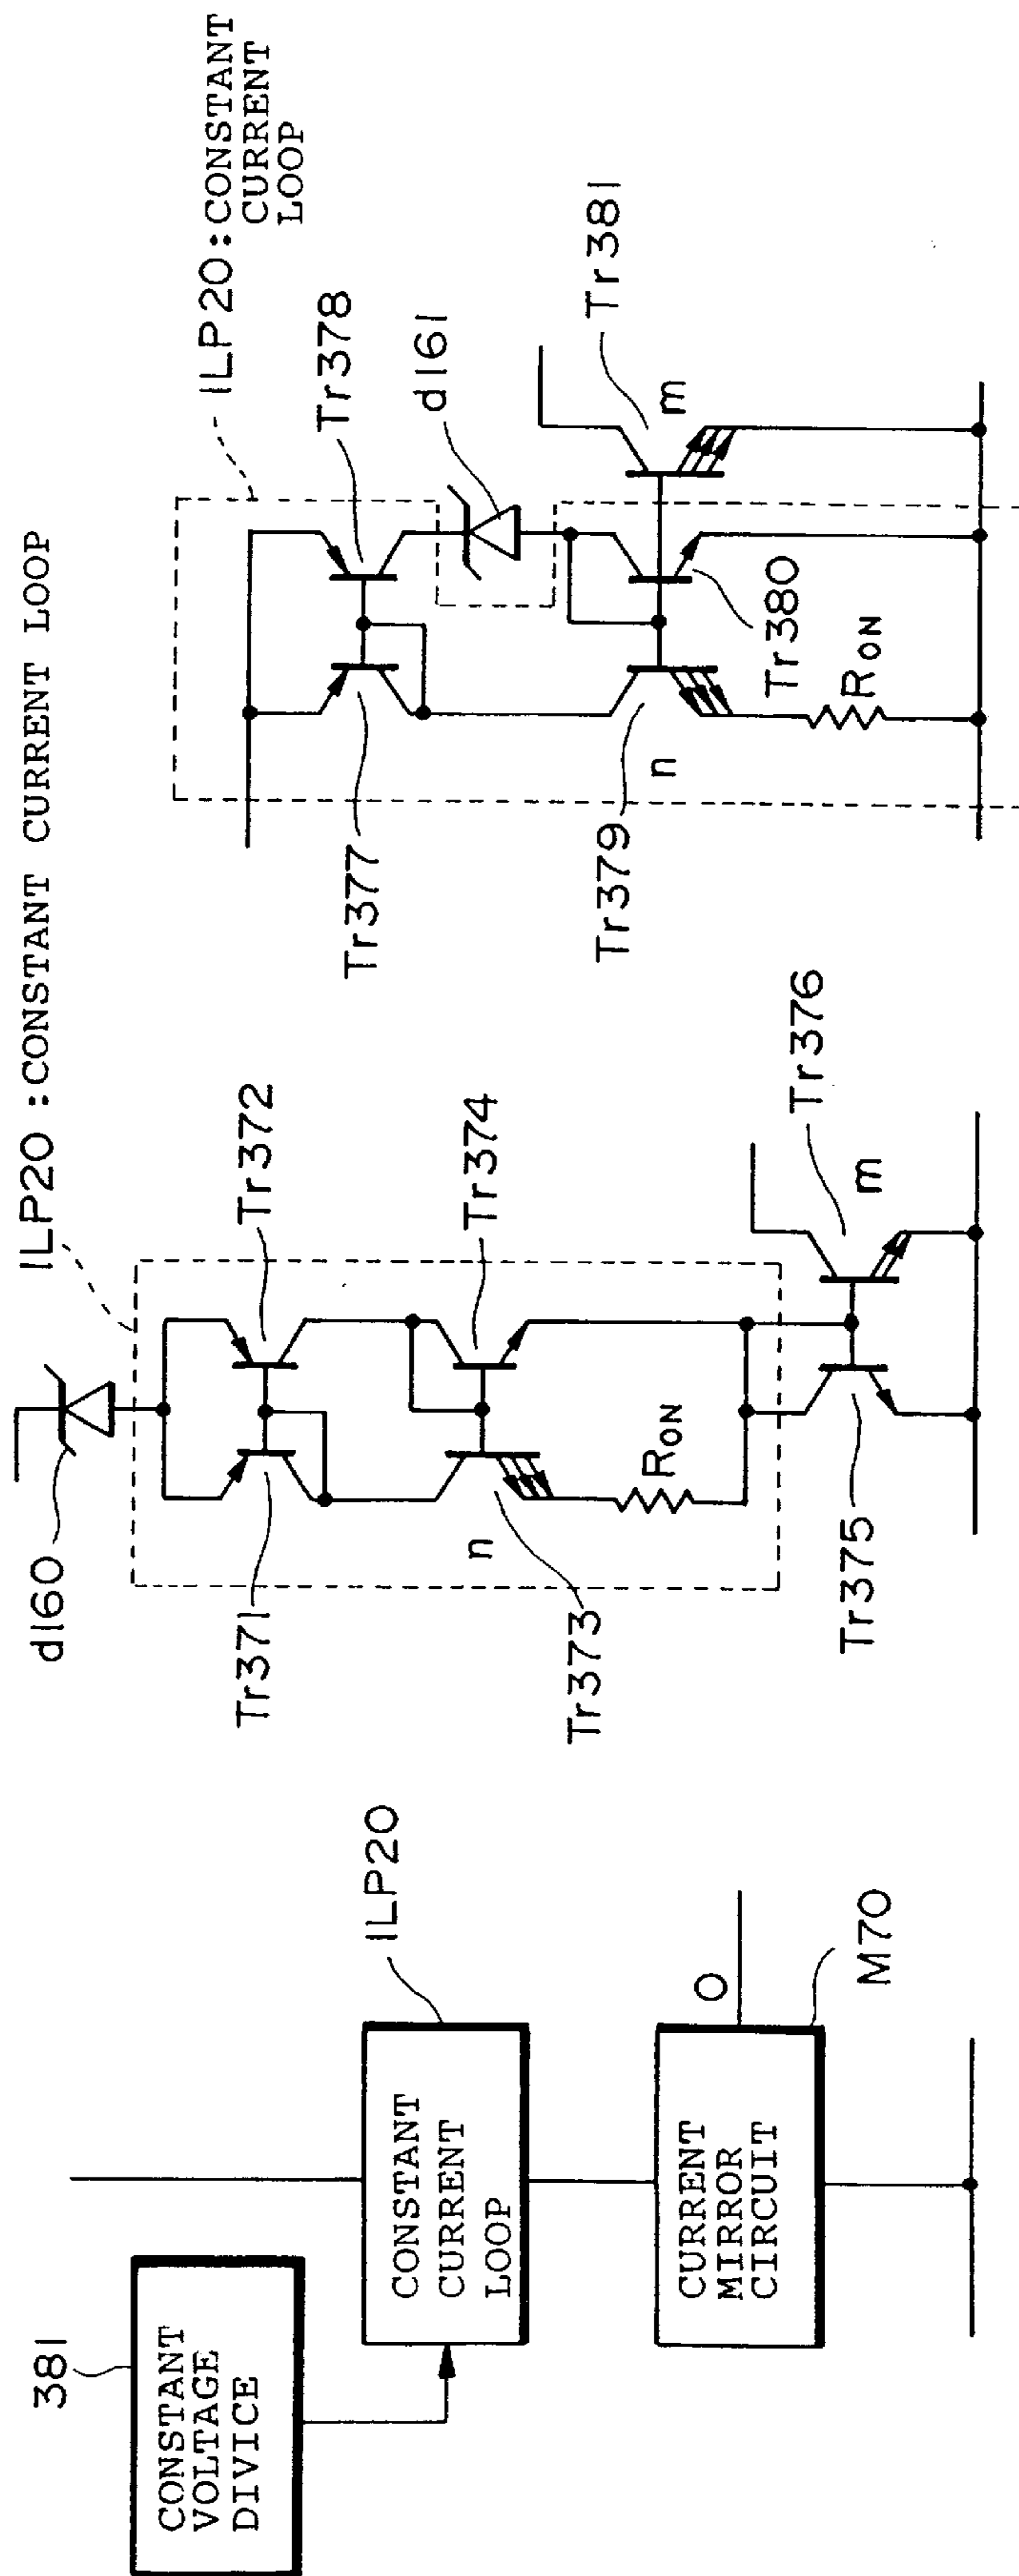 381
CONSTANT
VOLTAGE
DIVICE
CONSTANT
CURRENT
LOOP
ILP20
CURRENT
MIRROR
CIRCUIT
O
M70
ILP20 : CONSTANT CURRENT LOOP
d160
Tr371
Tr372
n
Tr373
Tr374
RON
Tr375
m
Tr376
ILP20 : CONSTANT
CURRENT
LOOP
Tr377
Tr378
d161
Tr379
n
Tr380
RON
m
Tr381